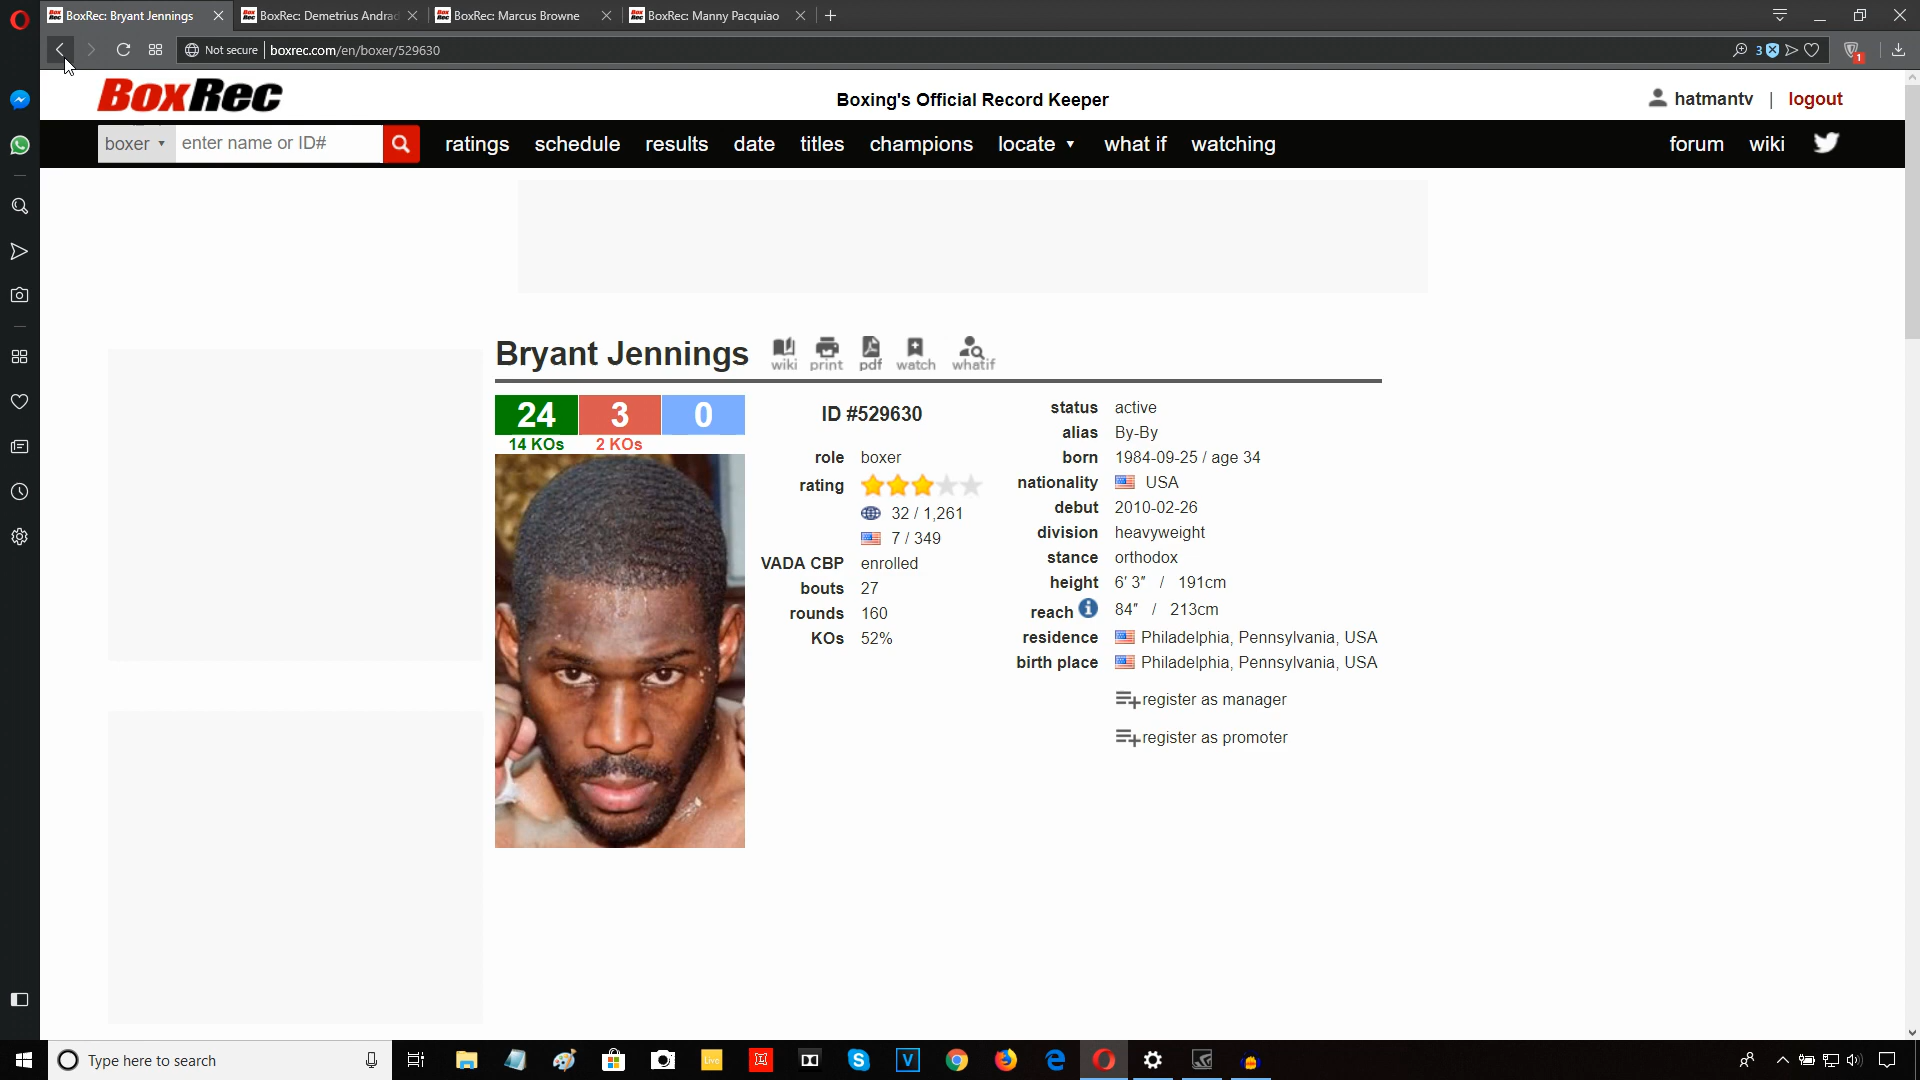 BoxRec: Bryant Jennings
BoxRec: Demetrius Andrad
BoxRec: Marcus Browne
BoxRec: Manny Pacquiao
Not secure
boxrec.com/en/boxer/529630
3
1
BoxRec
Boxing's Official Record Keeper
hatmantv | logout
boxer
enter name or ID#
ratings
schedule
results
date
titles
champions
locate
what if
watching
forum
wiki
Bryant Jennings
wiki
print
pdf
watch
whatif
24 3 0
14 KOs 2 KOs
ID #529630
role boxer
rating
32 / 1,261
7 / 349
VADA CBP enrolled
bouts 27
rounds 160
KOs 52%
status active
alias By-By
born 1984-09-25 / age 34
nationality USA
debut 2010-02-26
division heavyweight
stance orthodox
height 6′ 3″ / 191cm
reach 84″ / 213cm
residence Philadelphia, Pennsylvania, USA
birth place Philadelphia, Pennsylvania, USA
register as manager
register as promoter
Type here to search